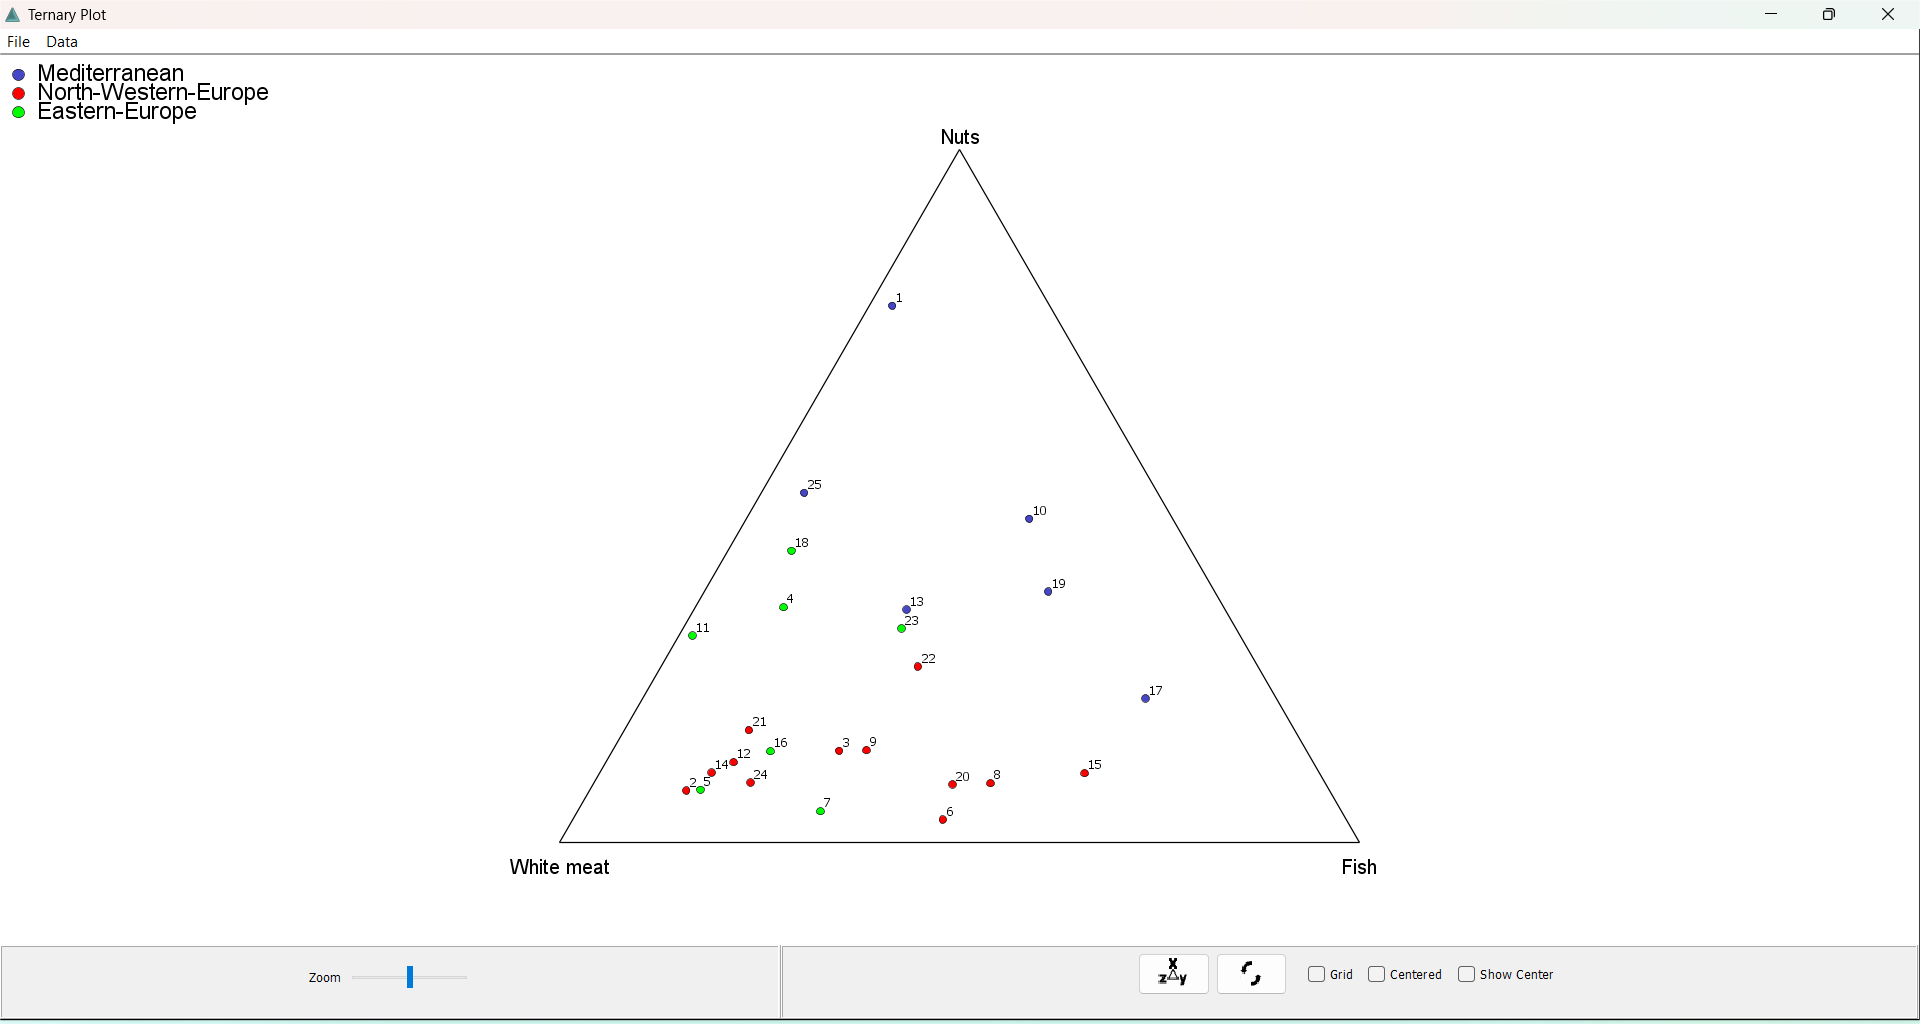 Ternary Plot
File Data
Mediterranean
North-Western-Europe
Eastern-Europe
Nuts
1
25
10
18
19
4
13
23
11
22
17
21
16
3
9
12
14
24
15
2
5
20
8
7
6
White meat
Fish
Zoom
X
z y
Grid
Centered
Show Center